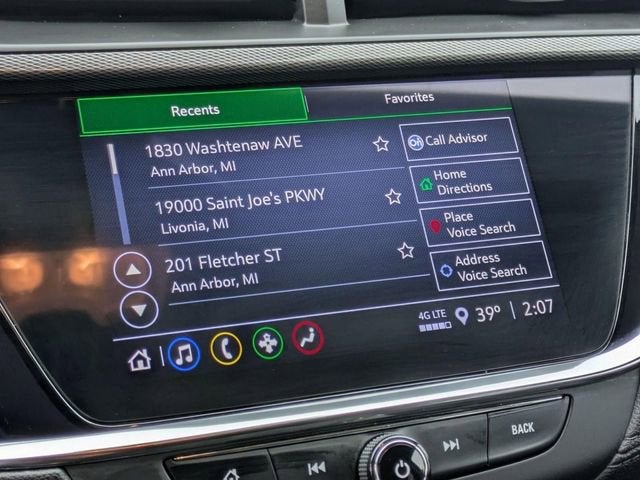 Recents
Favorites
1830 Washtenaw AVE
Ann Arbor, MI
19000 Saint Joe's PKWY
Livonia, MI
201 Fletcher ST
Ann Arbor, MI
On Call Advisor
Home
Directions
Place
Voice Search
Address
Voice Search
4G LTE
39° 2:07
BACK